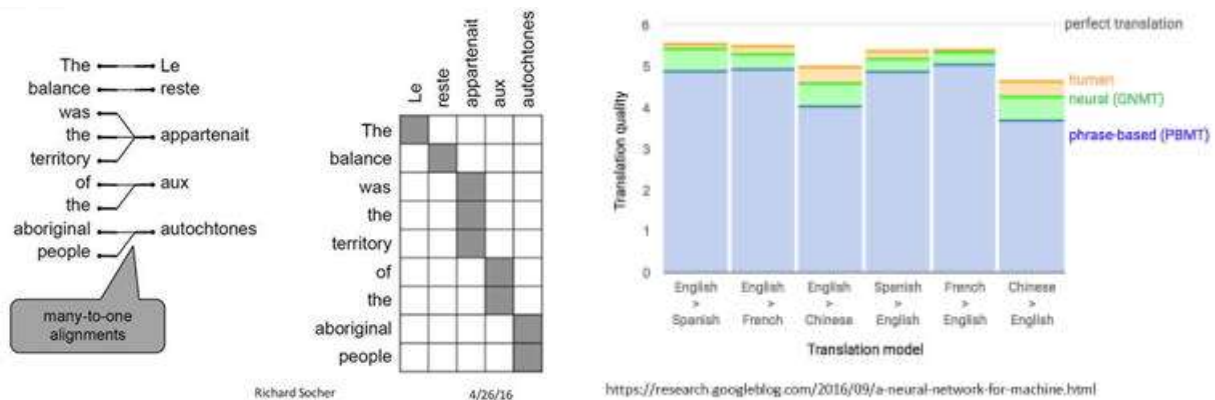 The Le
balance reste
was
the appartenait
territory
of aux
the
aboriginal autochtones
people
many-to-one
alignments
Le
reste
appartenait
aux
autochtones
The
balance
was
the
territory
of
the
aboriginal
people
Richard Socher
4/26/16
6
5
4
3
2
1
0
Translation quality
perfect translation
human
neural (GNMT)
phrase-based (PBMT)
English > Spanish
English > French
English > Chinese
Spanish > English
French > English
Chinese > English
Translation model
https://research.googleblog.com/2016/09/a-neural-network-for-machine.html